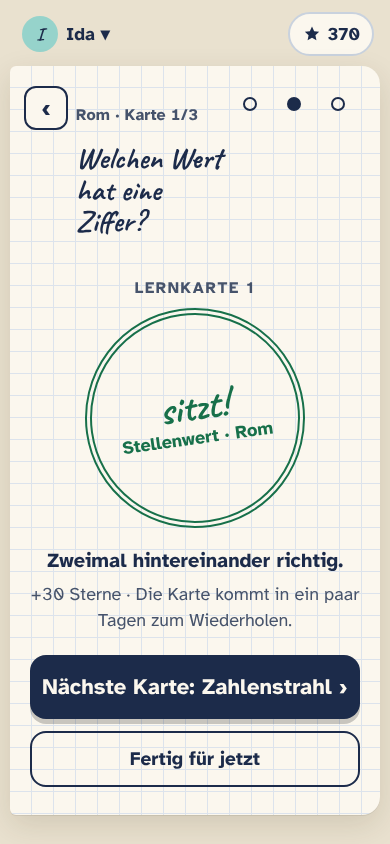 I Ida ▾ ★ 370
‹ Rom · Karte 1/3
Welchen Wert
hat eine
Ziffer?
LERNKARTE 1
sitzt!
Stellenwert · Rom
Zweimal hintereinander richtig.
+30 Sterne · Die Karte kommt in ein paar
Tagen zum Wiederholen.
Nächste Karte: Zahlenstrahl ›
Fertig für jetzt